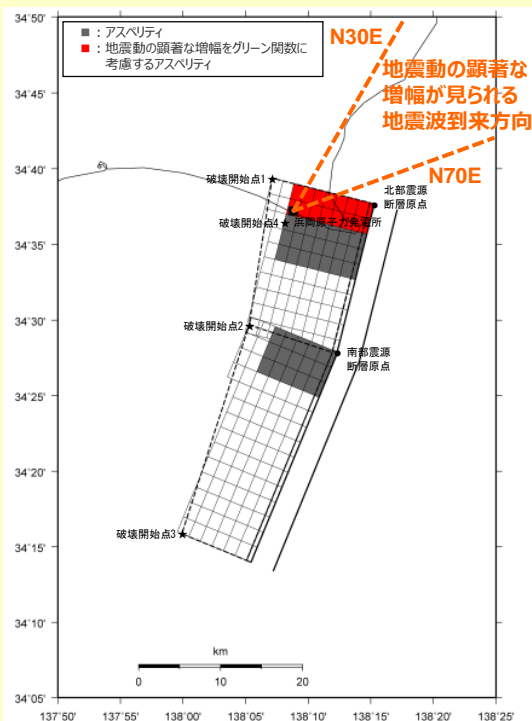 ■ : アスペリティ
■ : 地震動の顕著な増幅をグリーン関数に
考慮するアスペリティ
N30E
地震動の顕著な
増幅が見られる
地震波到来方向
N70E
破壊開始点1
北部震源
断層原点
破壊開始点4
浜岡原子力発電所
破壊開始点2
南部震源
断層原点
破壊開始点3
km
0
10
20
34˚50'
34˚45'
34˚40'
34˚35'
34˚30'
34˚25'
34˚20'
34˚15'
34˚10'
34˚05'
137˚50'
137˚55'
138˚00'
138˚05'
138˚10'
138˚15'
138˚20'
138˚25'